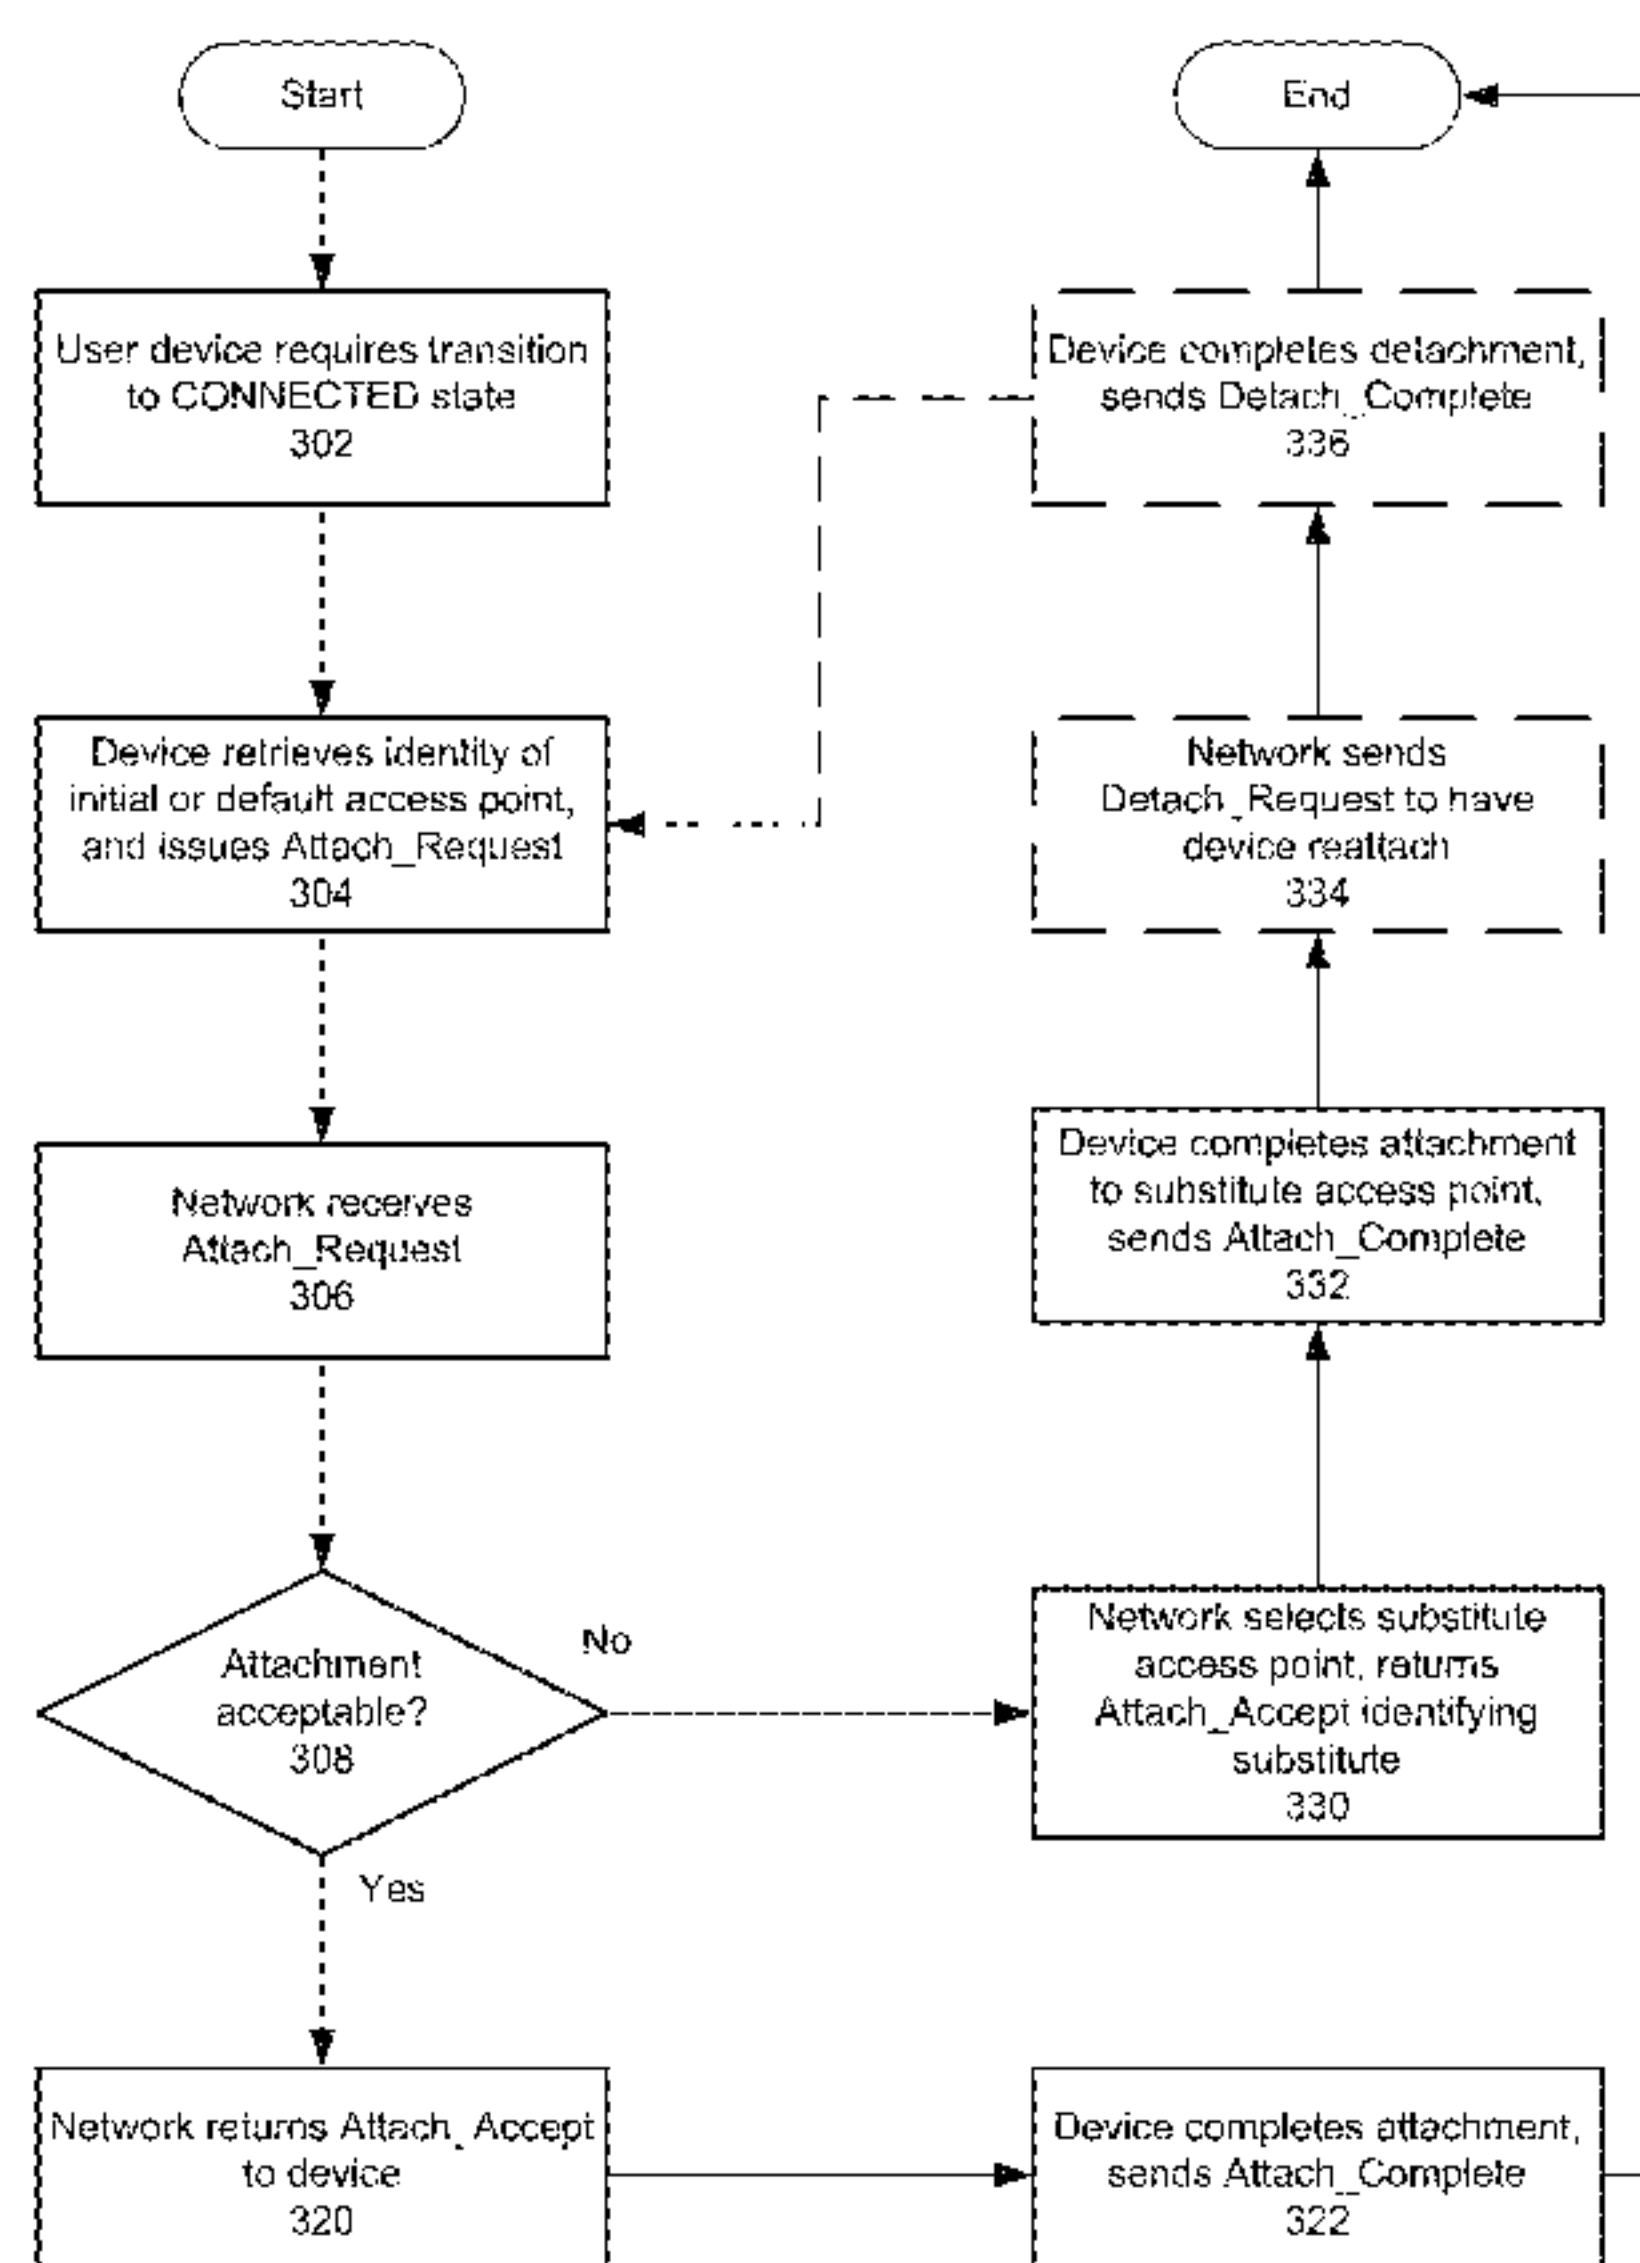 Start
User device requires transition
to CONNECTED state
302
Device retrieves identity of
initial or default access point,
and issues Attach_Request
304
Network receives
Attach_Request
306
Attachment
acceptable?
308
No
Yes
Network returns Attach_Accept
to device
320
Device completes attachment,
sends Attach_Complete
322
Network selects substitute
access point, returns
Attach_Accept identifying
substitute
330
Device completes attachment
to substitute access point,
sends Attach_Complete
332
Network sends
Detach_Request to have
device reattach
334
Device completes detachment,
sends Detach_Complete
336
End